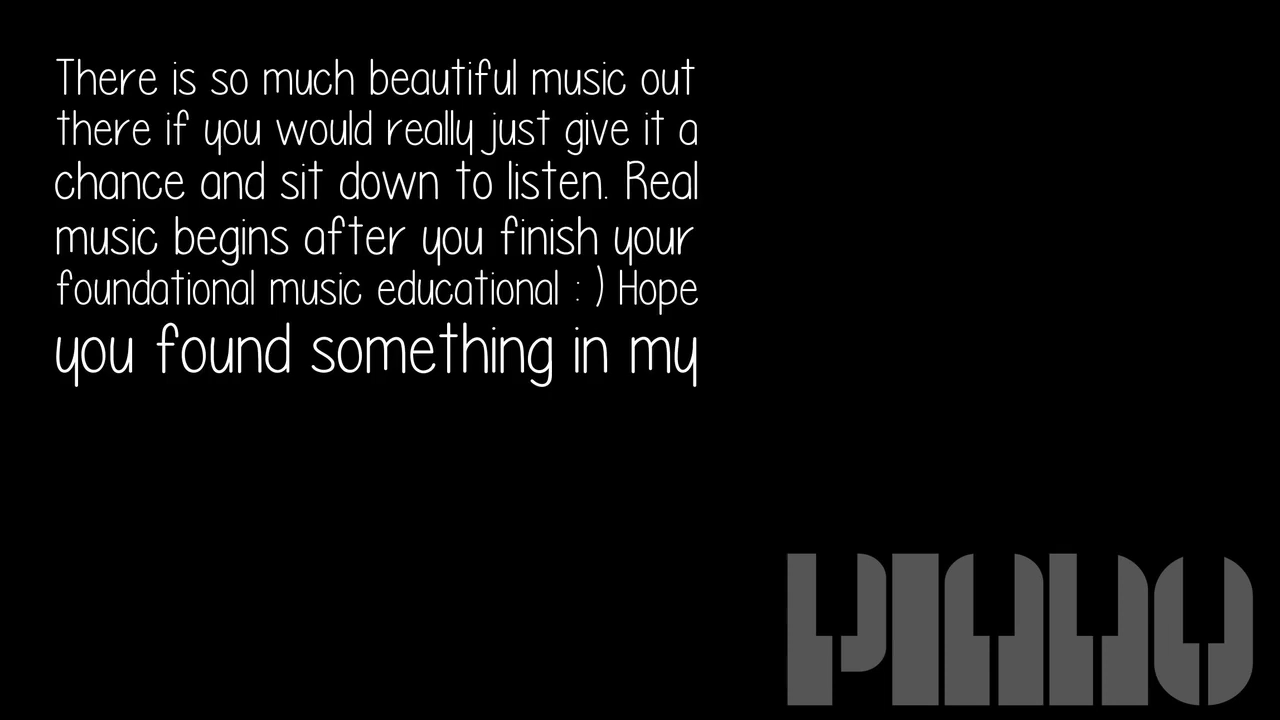 There is so much beautiful music out
there if you would really just give it a
chance and sit down to listen. Real
music begins after you finish your
foundational music educational : ) Hope
you found something in my
PIANO